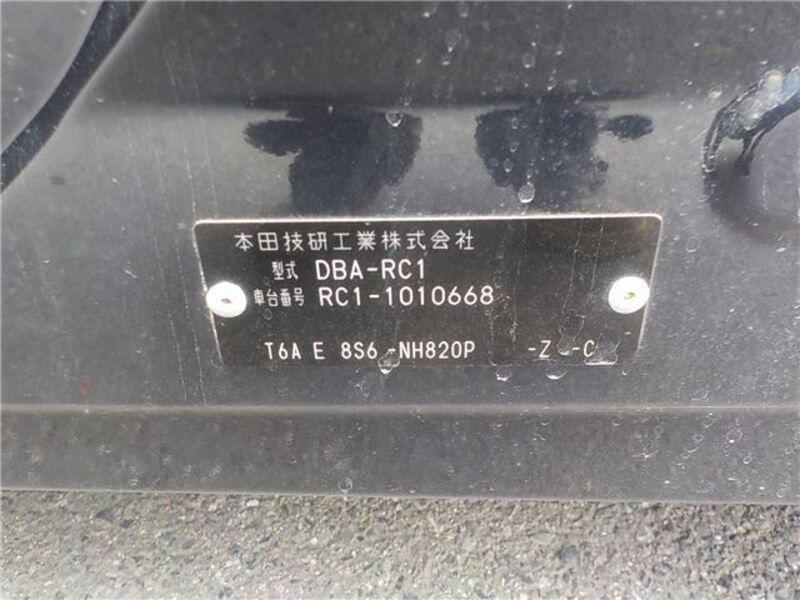 本田技研工業株式会社
型式 DBA-RC1
車台番号 RC1-1010668
T6A E 8S6 -NH820P -Z -C